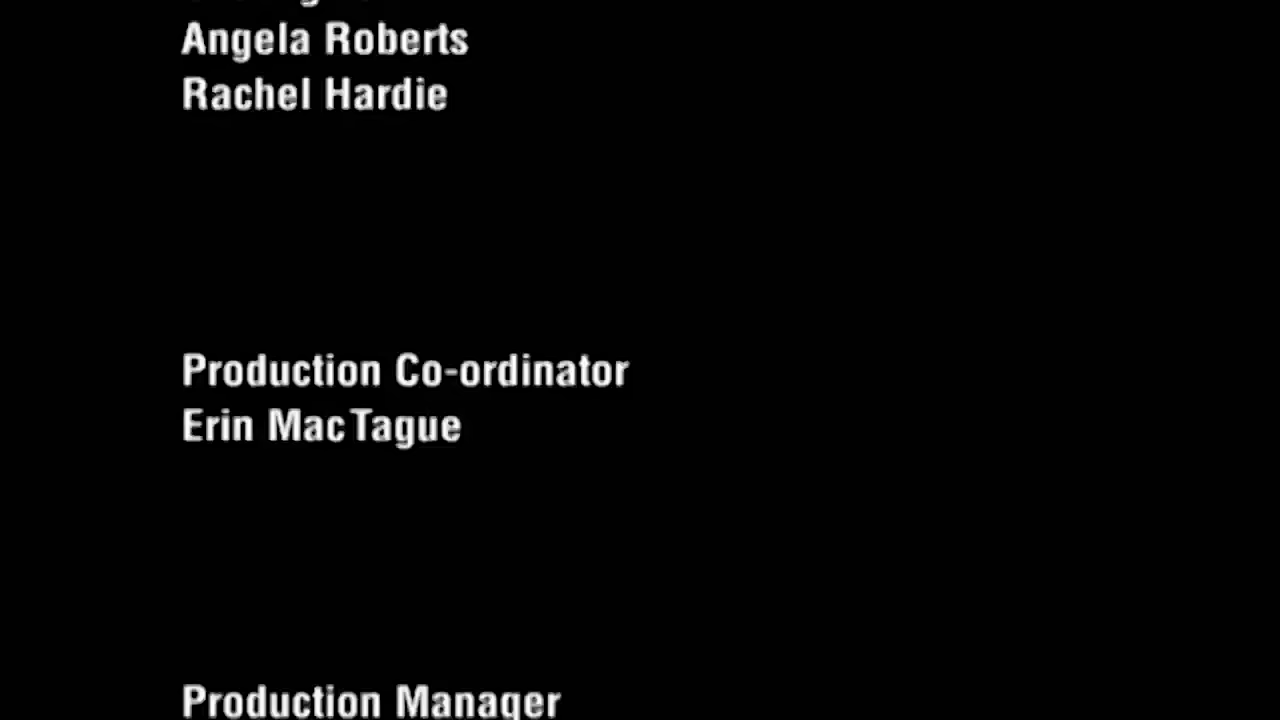 Angela Roberts
Rachel Hardie
Production Co-ordinator
Erin MacTague
Production Manager